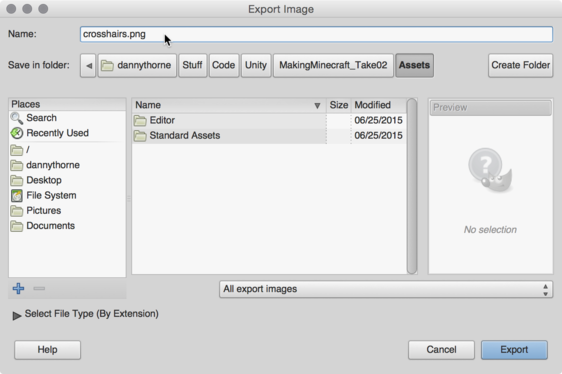 Export Image
Name: crosshairs.png
Save in folder: dannythorne Stuff Code Unity MakingMinecraft_Take02 Assets Create Folder
Places
Search
Recently Used
/
dannythorne
Desktop
File System
Pictures
Documents
Name Size Modified
Editor 06/25/2015
Standard Assets 06/25/2015
Preview
No selection
All export images
Select File Type (By Extension)
Help Cancel Export